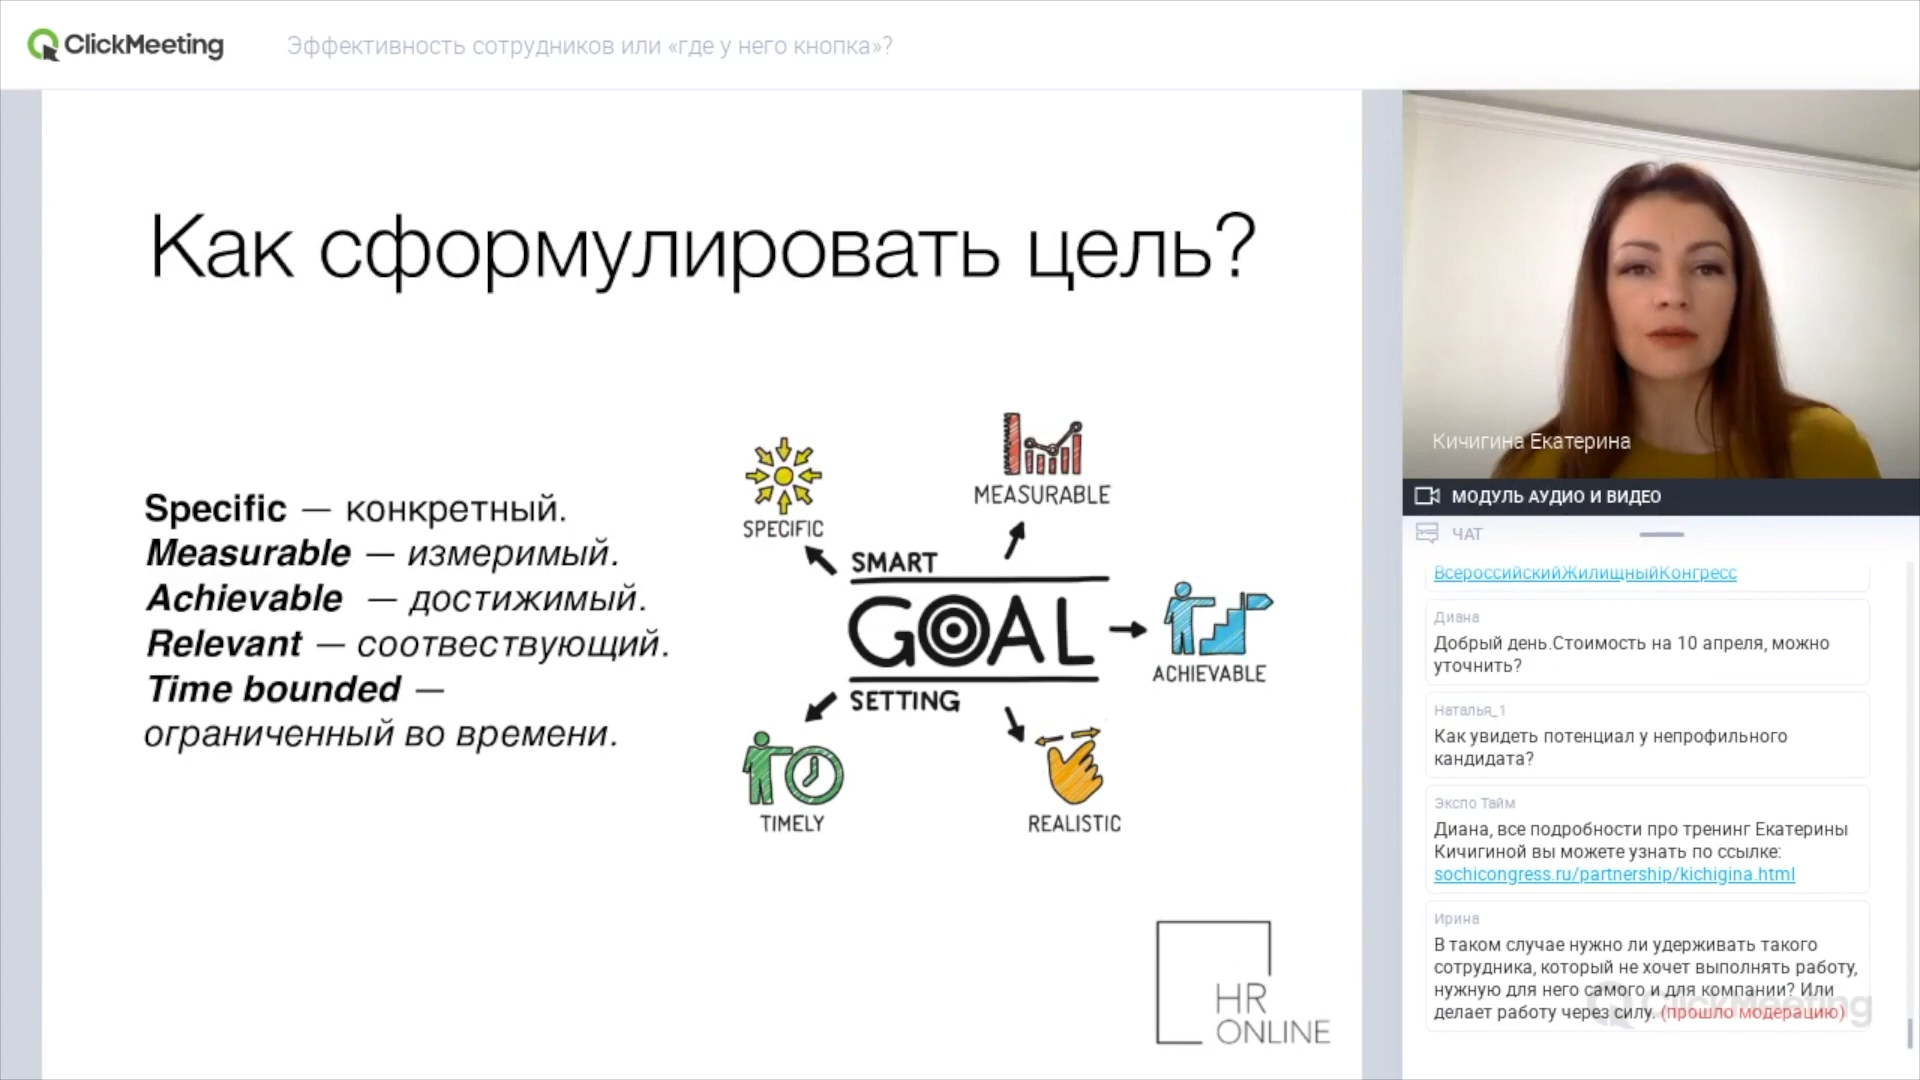 ClickMeeting
Эффективность сотрудников или «где у него кнопка»?
Как сформулировать цель?
Specific — конкретный.
Measurable — измеримый.
Achievable — достижимый.
Relevant — соотвествующий.
Time bounded —
ограниченный во времени.
SPECIFIC
MEASURABLE
SMART
GOAL
SETTING
ACHIEVABLE
TIMELY
REALISTIC
HR
ONLINE
Кичигина Екатерина
МОДУЛЬ АУДИО И ВИДЕО
ЧАТ
ВсероссийскийЖилищныйКонгресс
Диана
Добрый день.Стоимость на 10 апреля, можно
уточнить?
Наталья_1
Как увидеть потенциал у непрофильного
кандидата?
Экспо Тайм
Диана, все подробности про тренинг Екатерины
Кичигиной вы можете узнать по ссылке:
sochicongress.ru/partnership/kichigina.html
Ирина
В таком случае нужно ли удерживать такого
сотрудника, который не хочет выполнять работу,
нужную для него самого и для компании? Или
делает работу через силу. (прошло модерацию)
ClickMeeting